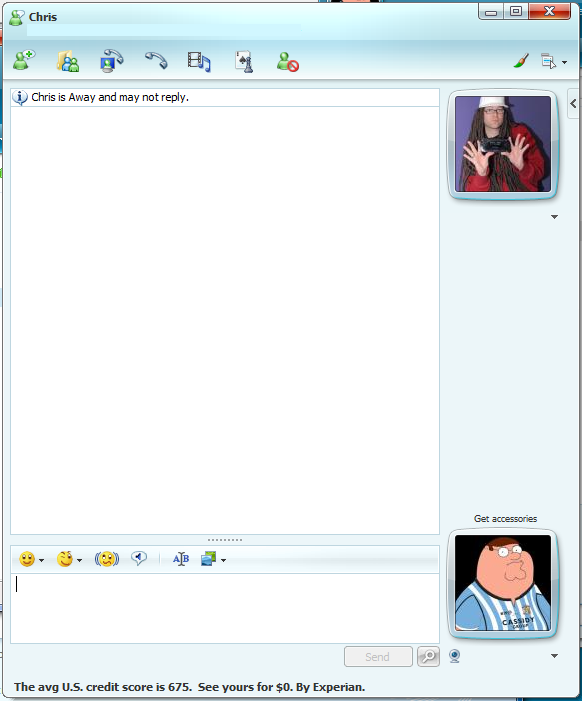 Chris
Chris is Away and may not reply.
Get accessories
CASSIDY
GROUP
A B
Send
The avg U.S. credit score is 675.  See yours for $0. By Experian.